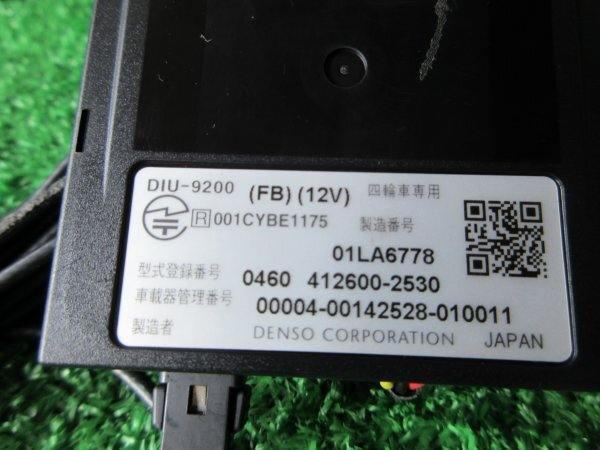 DIU-9200 (FB) (12V) 四輪車専用
R 001CYBE1175 製造番号
01LA6778
型式登録番号 0460 412600-2530
車載器管理番号 00004-00142528-010011
製造者 DENSO CORPORATION JAPAN